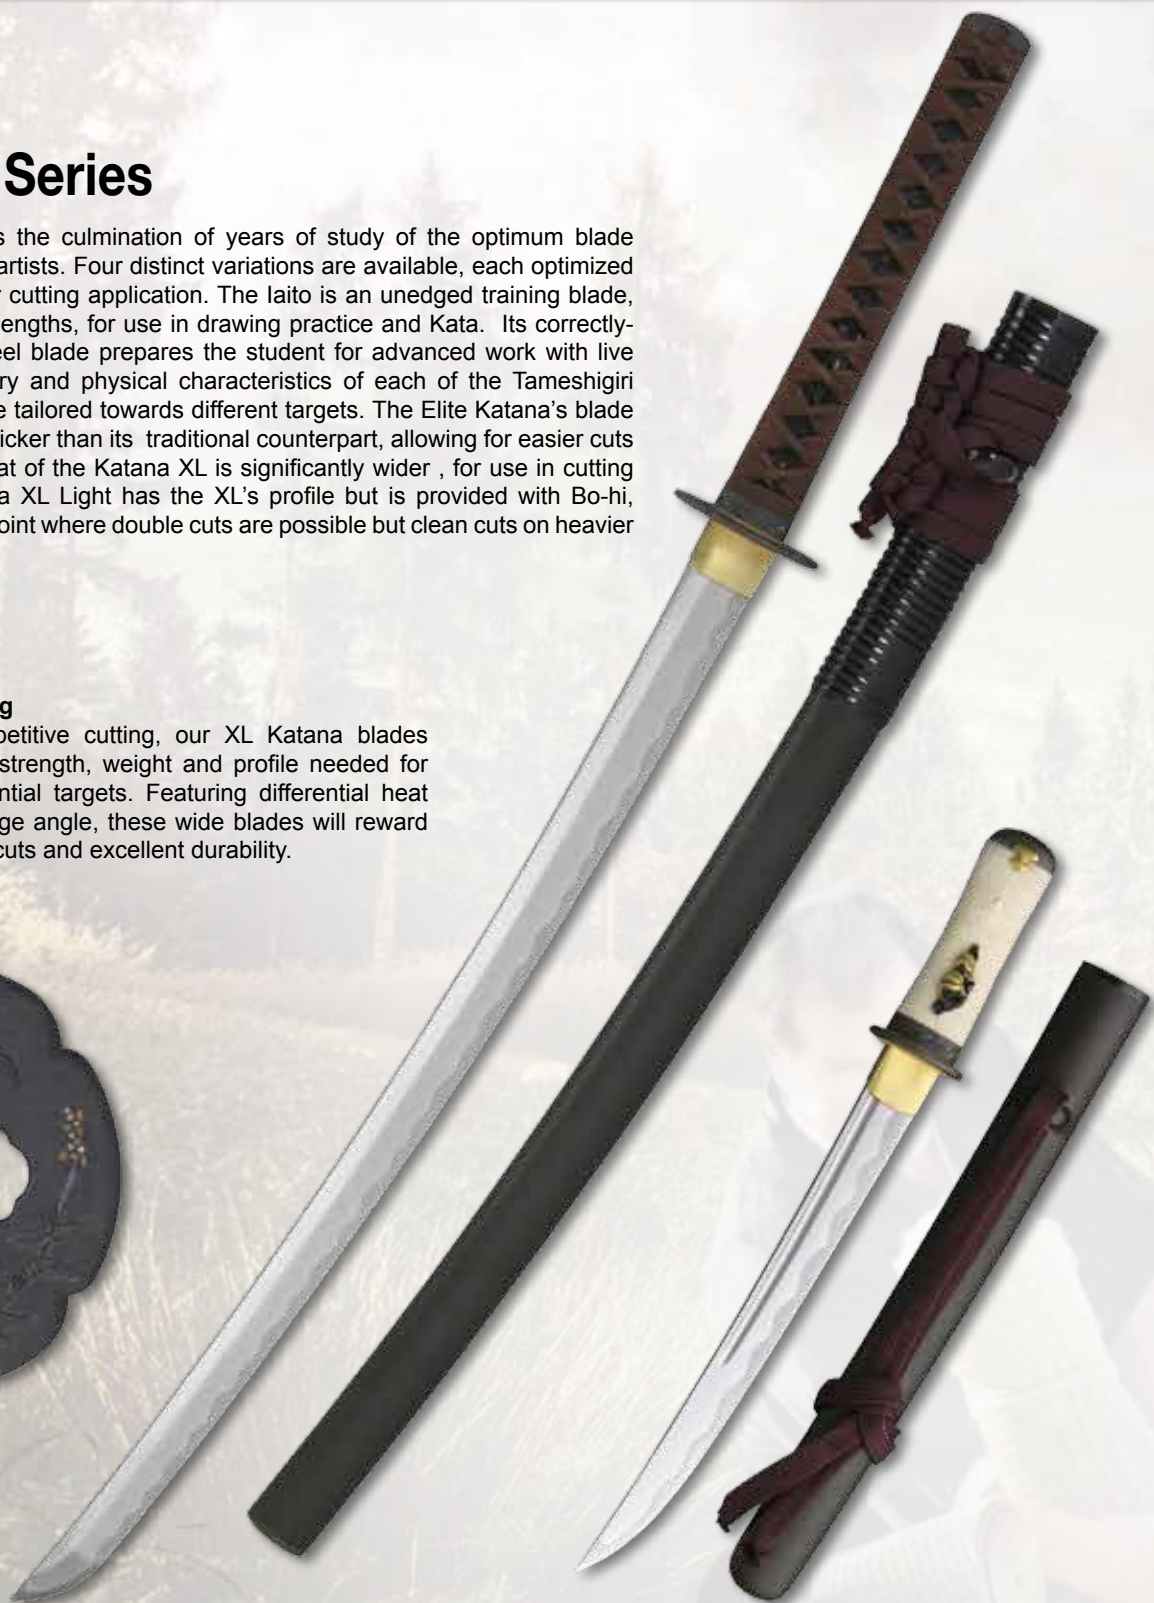 Series
s the culmination of years of study of the optimum blade
artists. Four distinct variations are available, each optimized
r cutting application. The Iaito is an unedged training blade,
lengths, for use in drawing practice and Kata. Its correctly-
eel blade prepares the student for advanced work with live
ry and physical characteristics of each of the Tameshigiri
e tailored towards different targets. The Elite Katana's blade
icker than its traditional counterpart, allowing for easier cuts
at of the Katana XL is significantly wider , for use in cutting
a XL Light has the XL's profile but is provided with Bo-hi,
oint where double cuts are possible but clean cuts on heavier
g
petitive cutting, our XL Katana blades
strength, weight and profile needed for
ntial targets. Featuring differential heat
ge angle, these wide blades will reward
cuts and excellent durability.